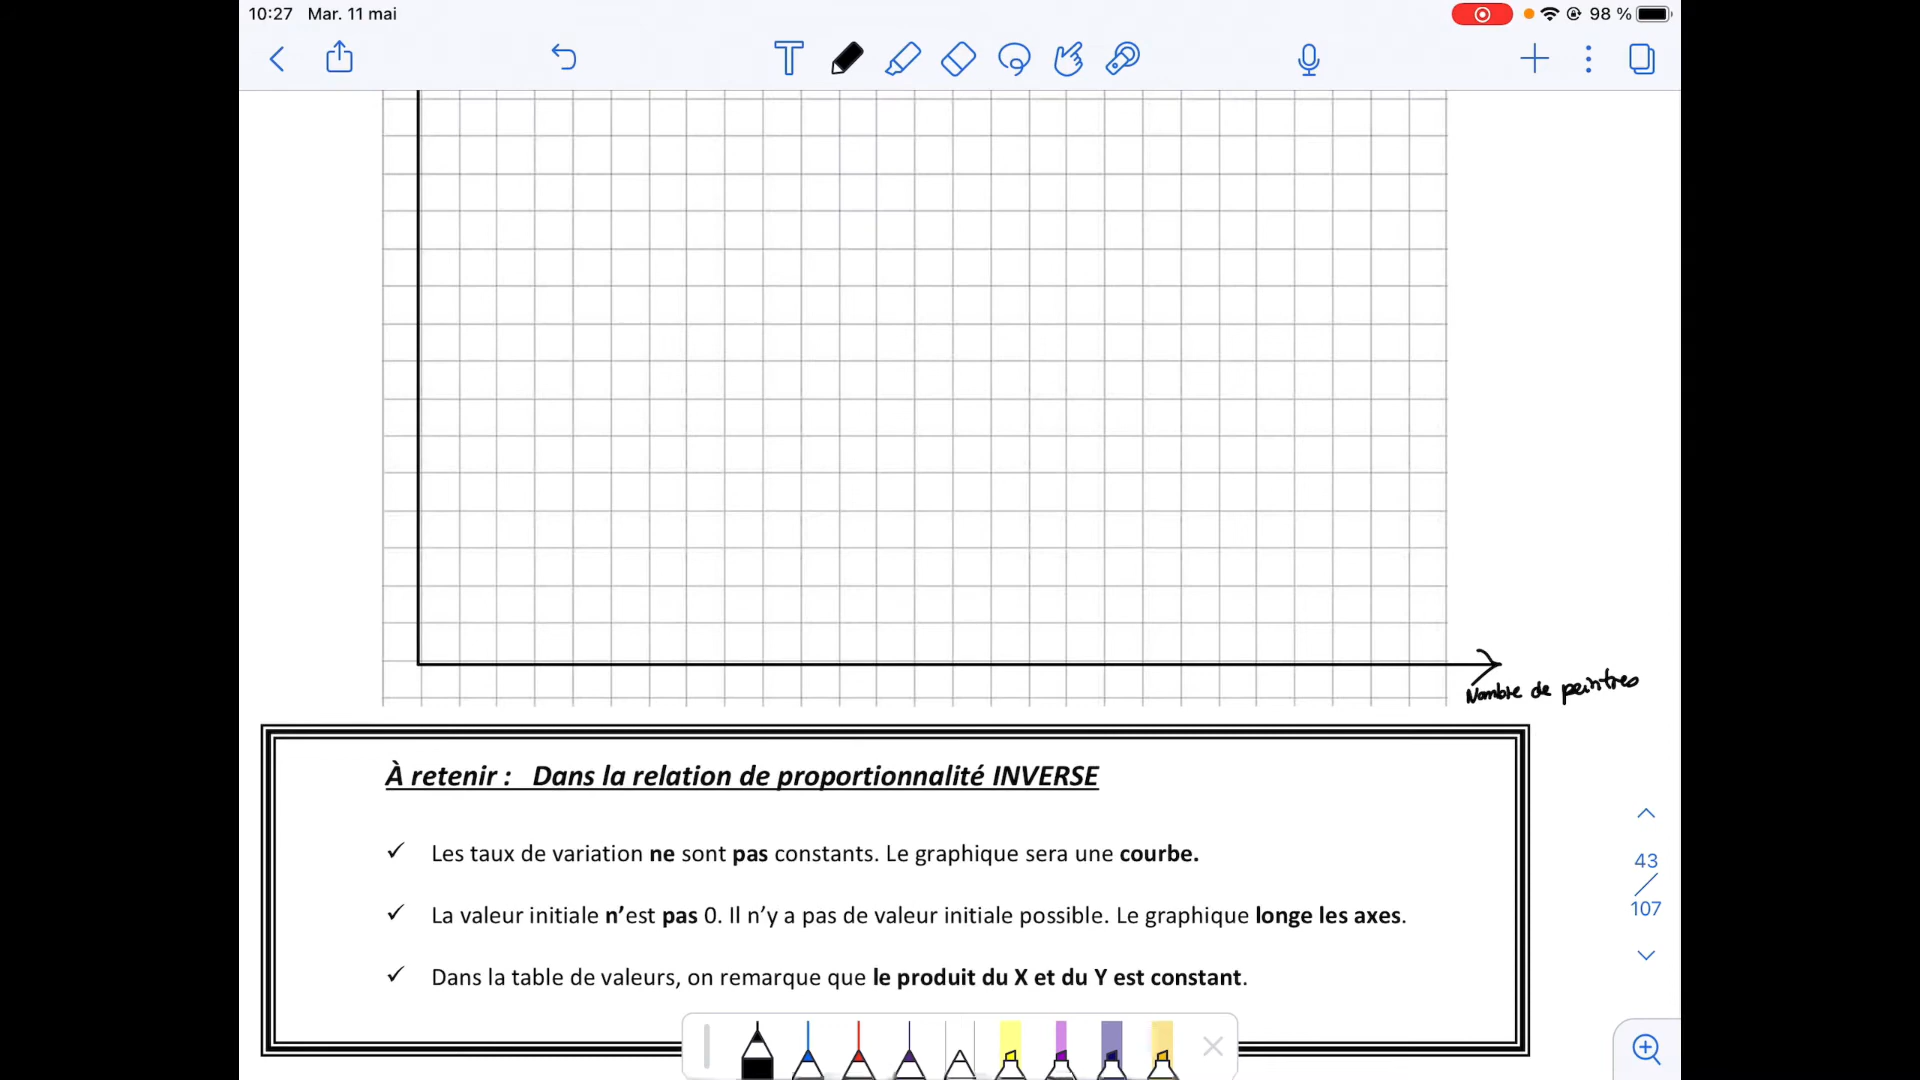 10:27 Mar. 11 mai 98 %
Nombre de peintres
À retenir : Dans la relation de proportionnalité INVERSE
✓ Les taux de variation ne sont pas constants. Le graphique sera une courbe.
43
✓ La valeur initiale n’est pas 0. Il n’y a pas de valeur initiale possible. Le graphique longe les axes.
107
✓ Dans la table de valeurs, on remarque que le produit du X et du Y est constant.